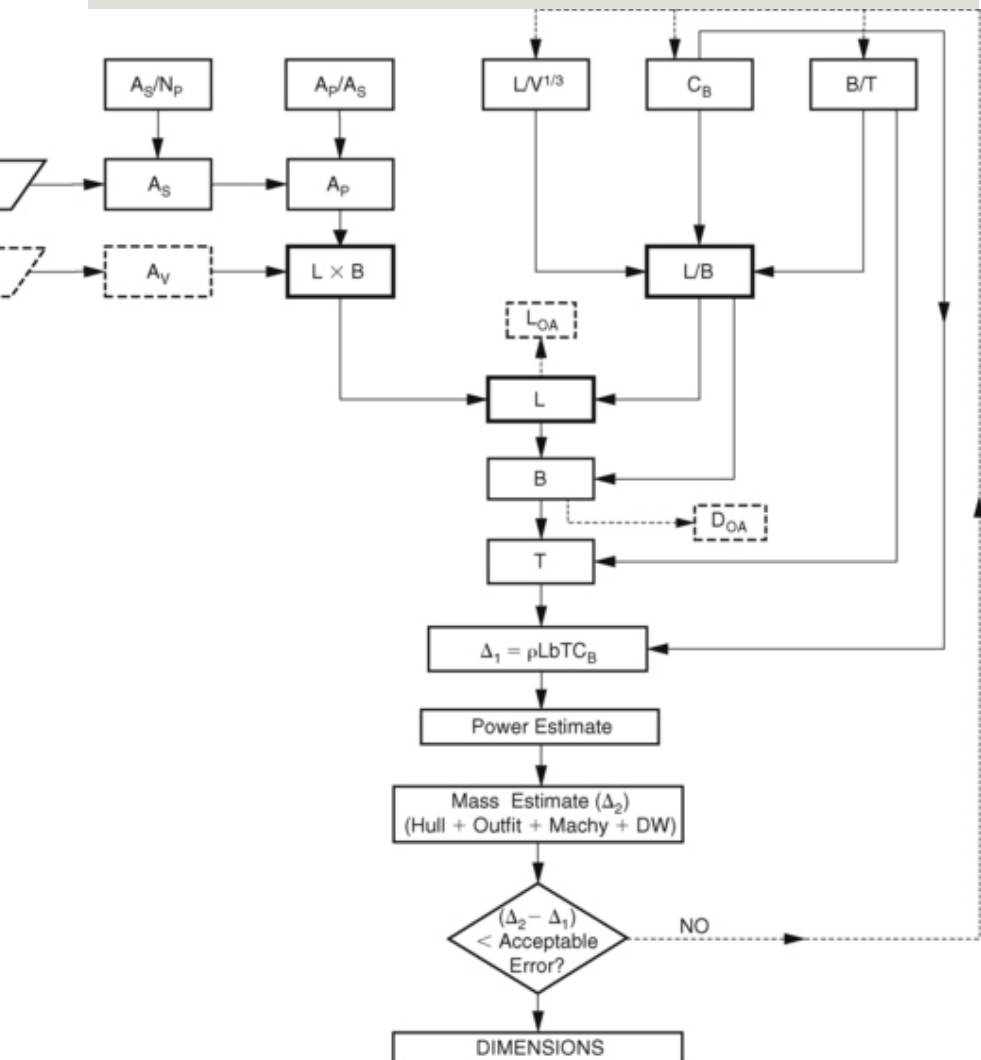 A_S/N_P
A_P/A_S
L/V^1/3
C_B
B/T
A_S
A_P
A_V
L × B
L/B
L_OA
L
B
D_OA
T
Δ_1 = ρLbTC_B
Power Estimate
Mass Estimate (Δ_2)
(Hull + Outfit + Machy + DW)
(Δ_2 − Δ_1)
< Acceptable
Error?
NO
DIMENSIONS